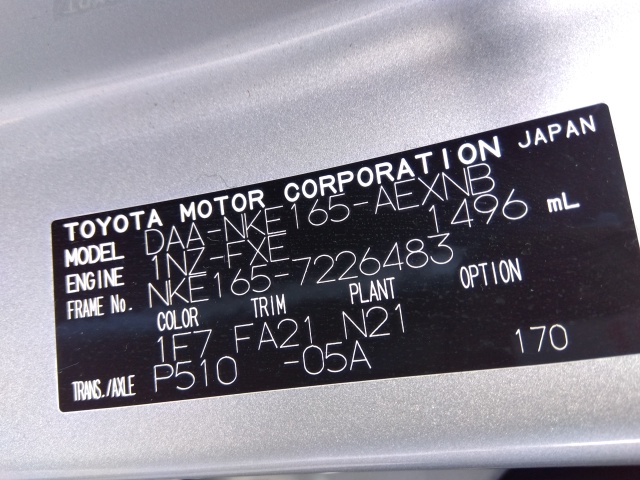 TOYOTA MOTOR CORPORATION JAPAN
MODEL DAA-NKE165-AEXNB
ENGINE 1NZ-FXE 1496 mL
FRAME No. NKE165-7226483
COLOR TRIM PLANT OPTION
1F7 FA21 N21
TRANS./AXLE P510 -05A 170